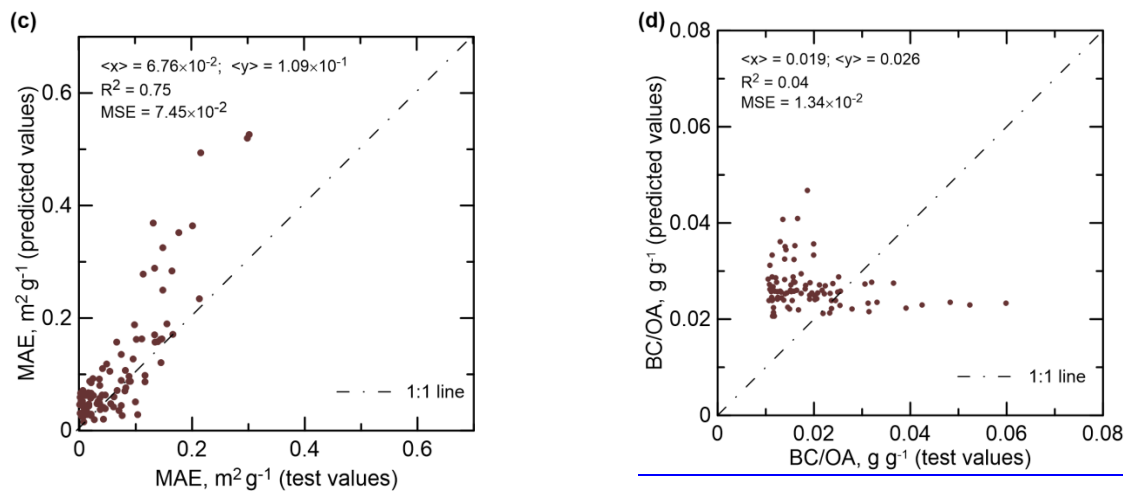 (c)
<x> = 6.76×10⁻²; <y> = 1.09×10⁻¹
R² = 0.75
MSE = 7.45×10⁻²
0.6
0.4
0.2
0
0 0.2 0.4 0.6
MAE, m² g⁻¹ (predicted values)
MAE, m² g⁻¹ (test values)
1:1 line
(d)
<x> = 0.019; <y> = 0.026
R² = 0.04
MSE = 1.34×10⁻²
0.08
0.06
0.04
0.02
0
0 0.02 0.04 0.06 0.08
BC/OA, g g⁻¹ (predicted values)
BC/OA, g g⁻¹ (test values)
1:1 line